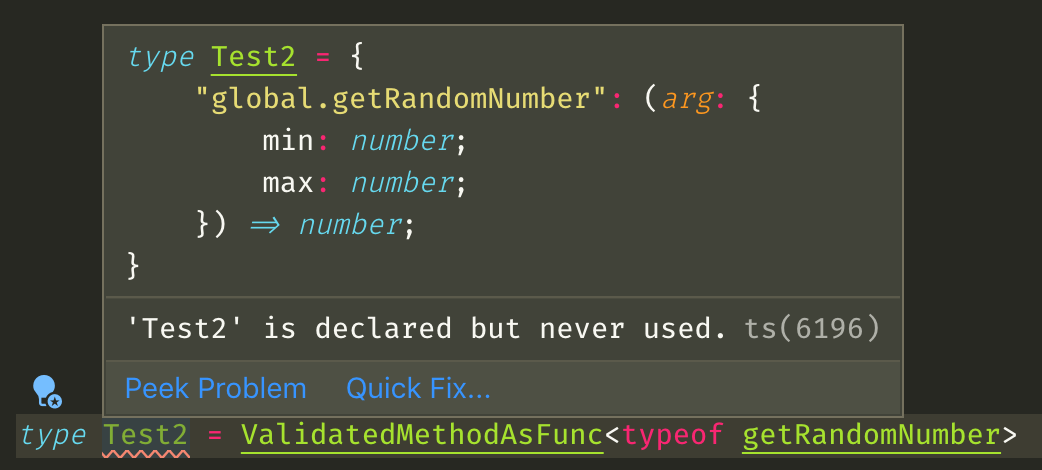 type Test2 = {
    "global.getRandomNumber": (arg: {
        min: number;
        max: number;
    }) => number;
}
'Test2' is declared but never used. ts(6196)
Peek Problem    Quick Fix...
type Test2 = ValidatedMethodAsFunc<typeof getRandomNumber>